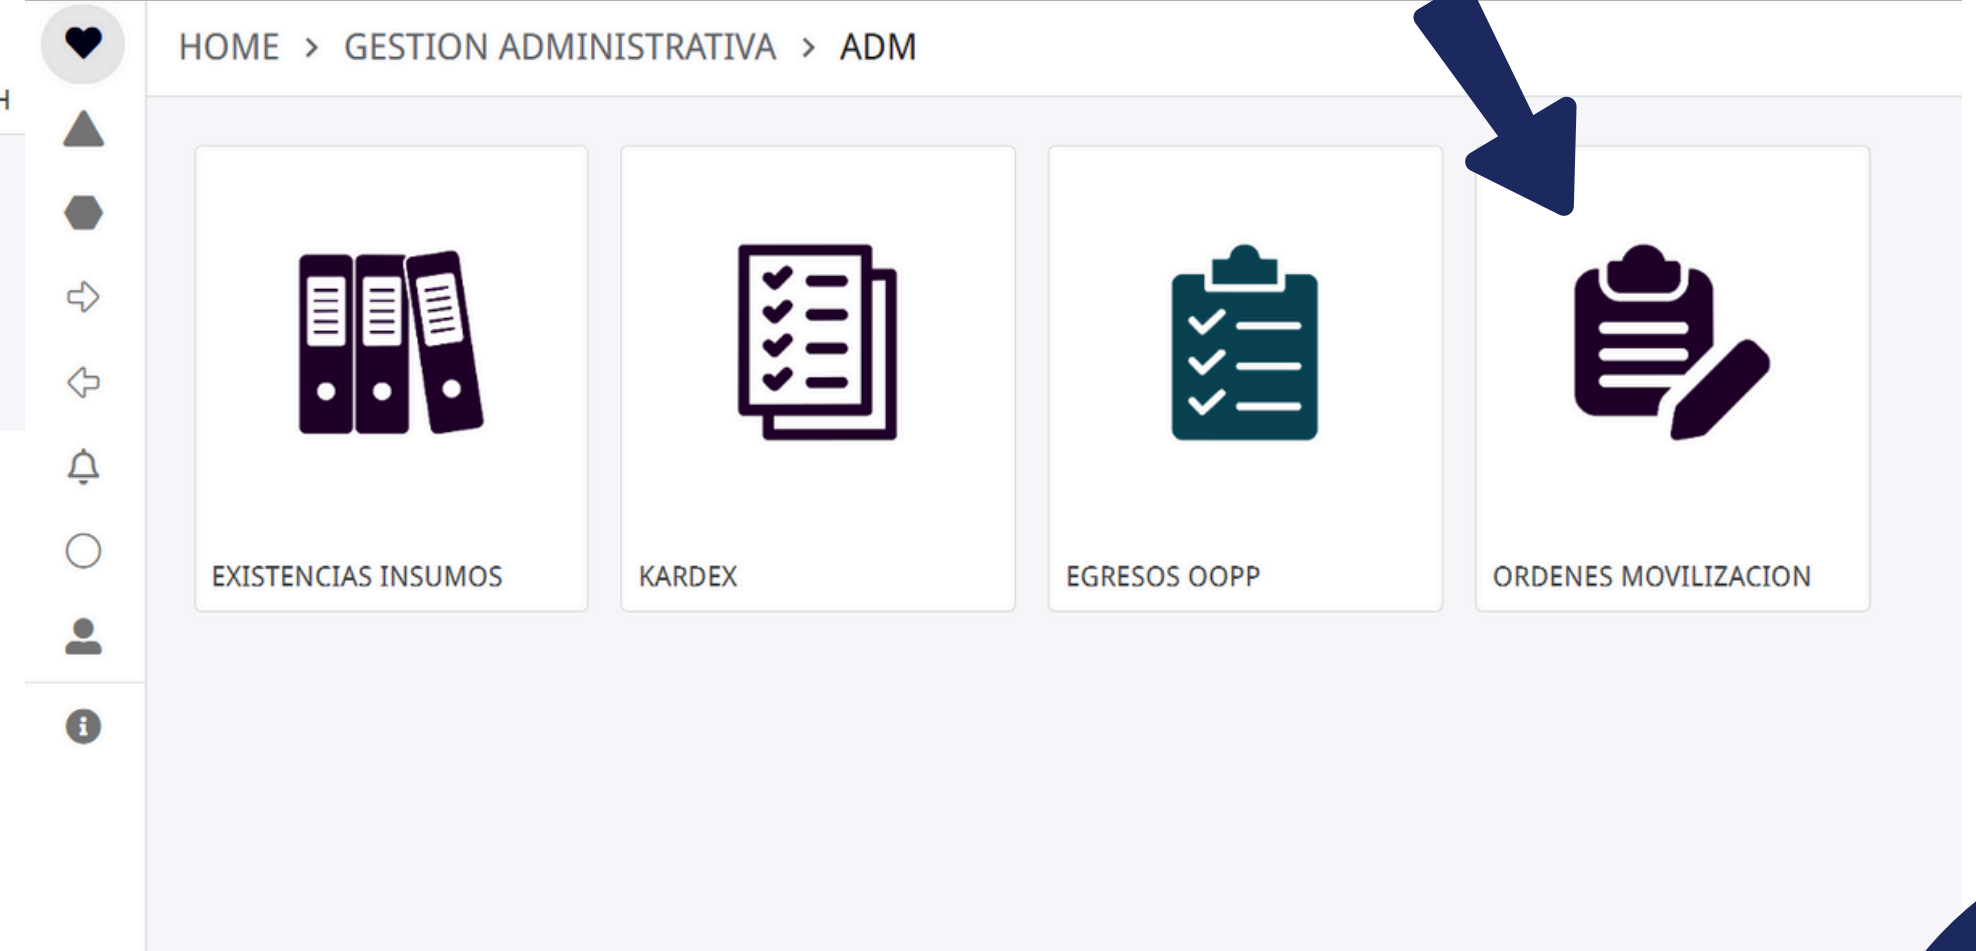 HOME > GESTION ADMINISTRATIVA > ADM
H
EXISTENCIAS INSUMOS
KARDEX
EGRESOS OOPP
ORDENES MOVILIZACION